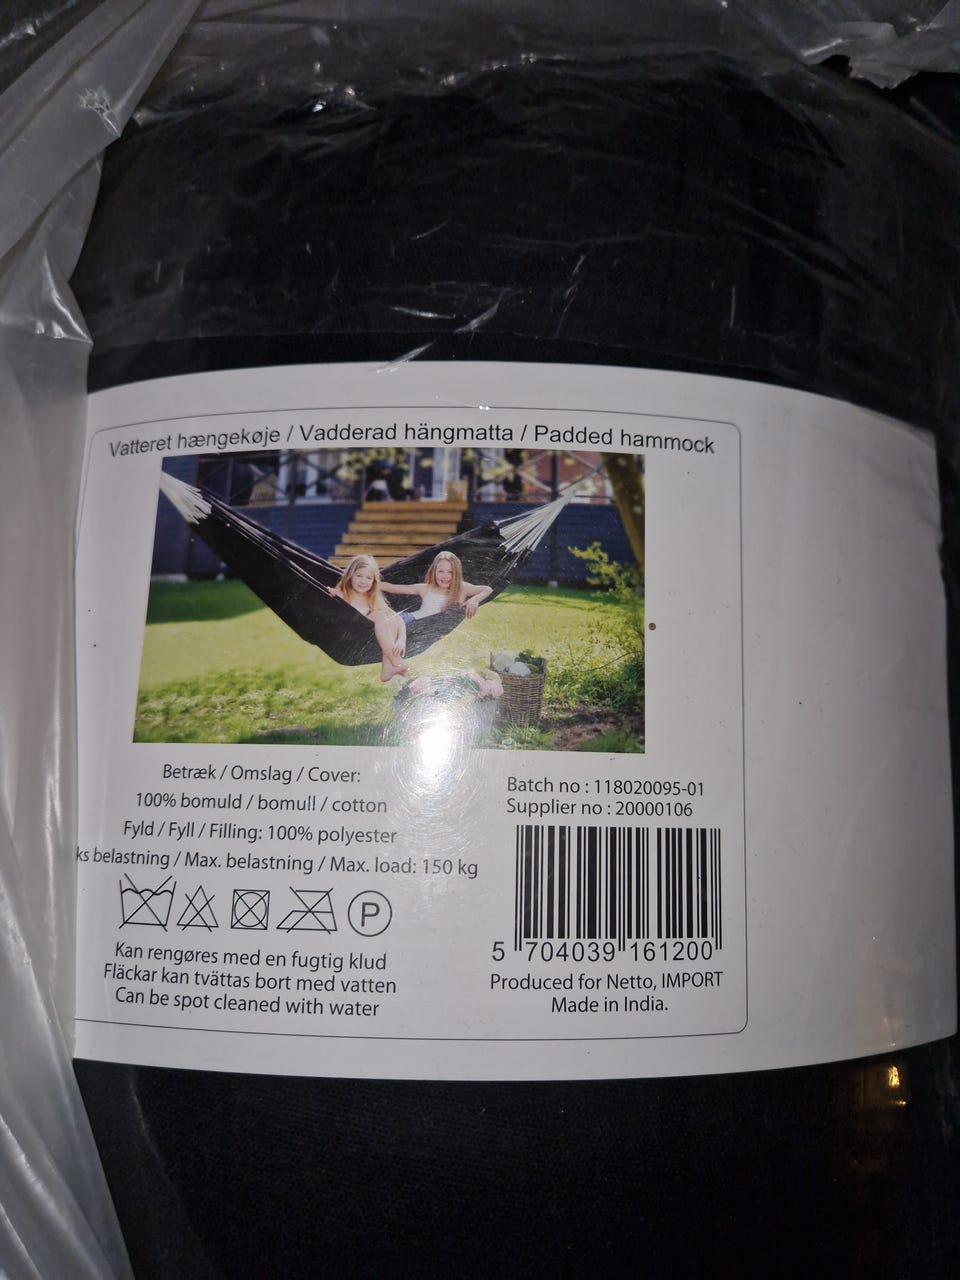 Vatteret hængekøje / Vadderad hängmatta / Padded hammock
Betræk / Omslag / Cover:
100% bomuld / bomull / cotton
Fyld / Fyll / Filling: 100% polyester
ks belastning / Max. belastning / Max. load: 150 kg
P
Kan rengøres med en fugtig klud
Fläckar kan tvättas bort med vatten
Can be spot cleaned with water
Batch no : 118020095-01
Supplier no : 20000106
5 704039 161200
Produced for Netto, IMPORT
Made in India.